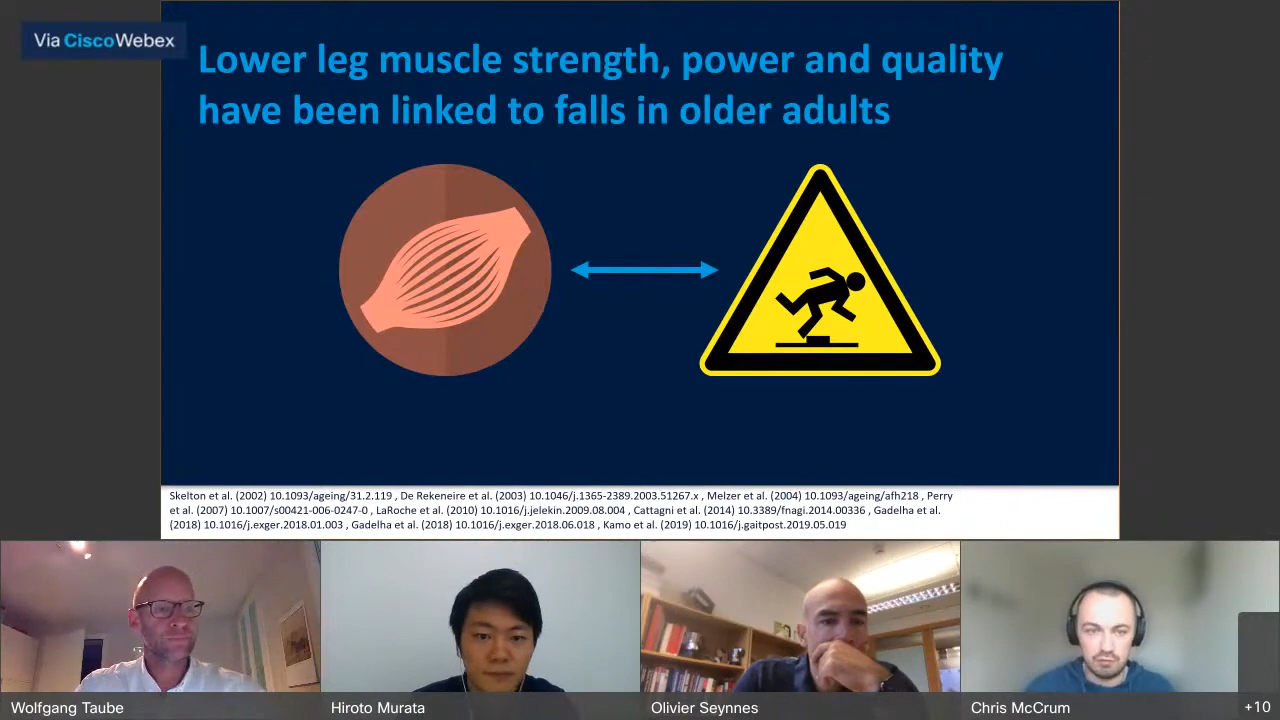 Via CiscoWebex
Lower leg muscle strength, power and quality
have been linked to falls in older adults
Skelton et al. (2002) 10.1093/ageing/31.2.119 , De Rekeneire et al. (2003) 10.1046/j.1365-2389.2003.51267.x , Melzer et al. (2004) 10.1093/ageing/afh218 , Perry
et al. (2007) 10.1007/s00421-006-0247-0 , LaRoche et al. (2010) 10.1016/j.jelekin.2009.08.004 , Cattagni et al. (2014) 10.3389/fnagi.2014.00336 , Gadelha et al.
(2018) 10.1016/j.exger.2018.01.003 , Gadelha et al. (2018) 10.1016/j.exger.2018.06.018 , Kamo et al. (2019) 10.1016/j.gaitpost.2019.05.019
Wolfgang Taube
Hiroto Murata
Olivier Seynnes
Chris McCrum
+10